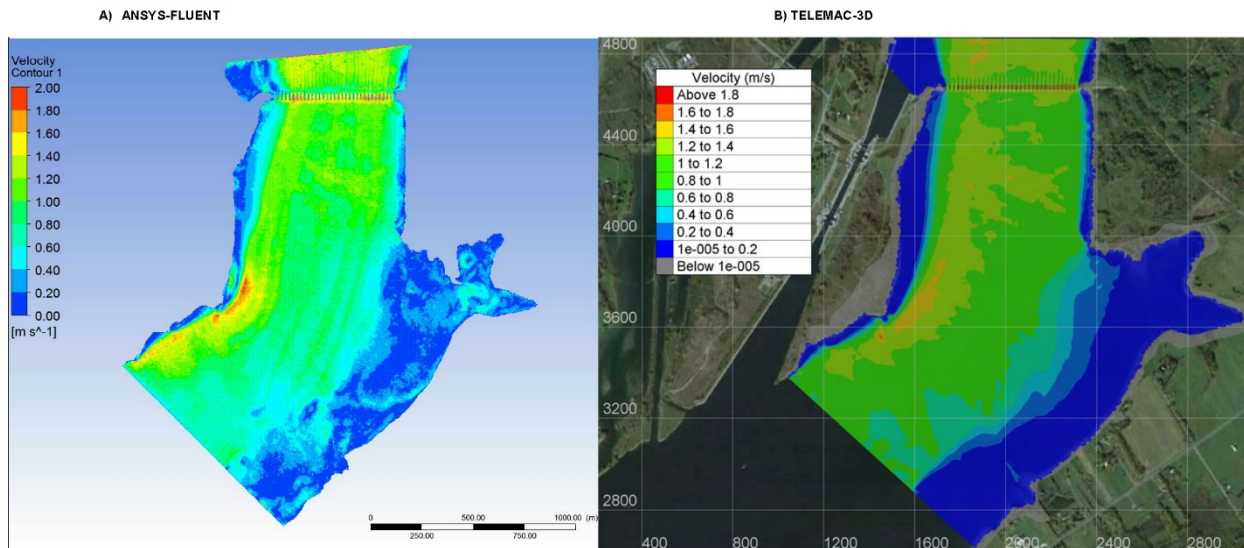 A) ANSYS-FLUENT
B) TELEMAC-3D
Velocity
Contour 1
2.00
1.80
1.60
1.40
1.20
1.00
0.80
0.60
0.40
0.20
0.00
[m s^-1]
0 500.00 1000.00 (m)
250.00 750.00
4800
4400
4000
3600
3200
2800
Velocity (m/s)
Above 1.8
1.6 to 1.8
1.4 to 1.6
1.2 to 1.4
1 to 1.2
0.8 to 1
0.6 to 0.8
0.4 to 0.6
0.2 to 0.4
1e-005 to 0.2
Below 1e-005
400 800 1200 1600 2000 2400 2800